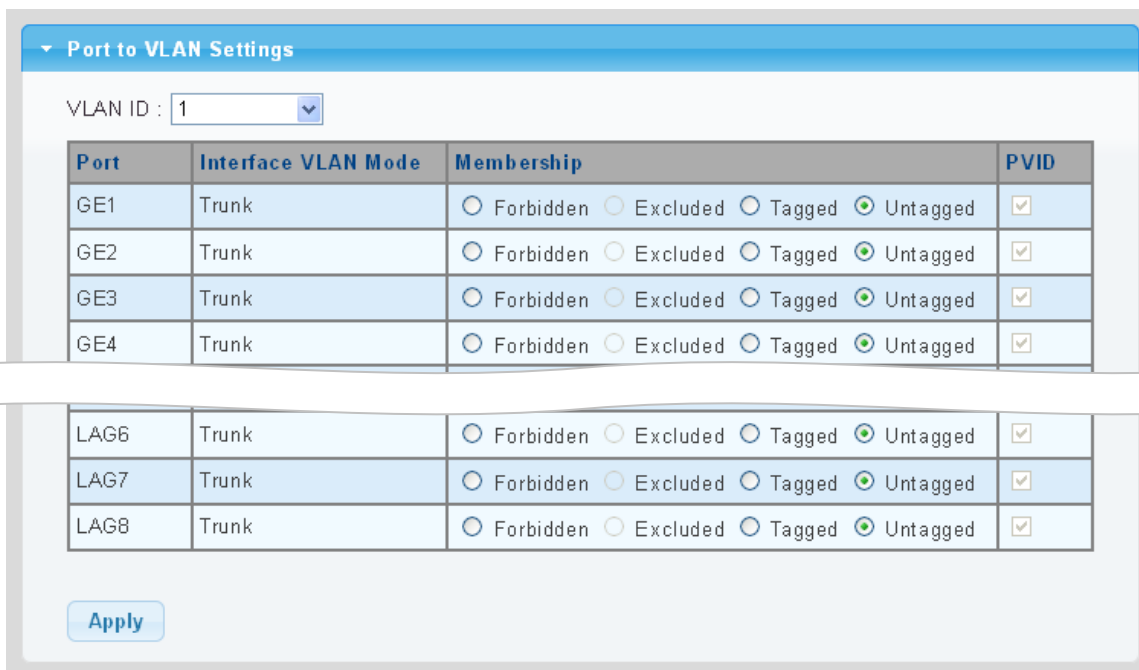 Port to VLAN Settings
VLAN ID : 1
Port Interface VLAN Mode Membership PVID
GE1 Trunk Forbidden Excluded Tagged Untagged
GE2 Trunk Forbidden Excluded Tagged Untagged
GE3 Trunk Forbidden Excluded Tagged Untagged
GE4 Trunk Forbidden Excluded Tagged Untagged
LAG6 Trunk Forbidden Excluded Tagged Untagged
LAG7 Trunk Forbidden Excluded Tagged Untagged
LAG8 Trunk Forbidden Excluded Tagged Untagged
Apply